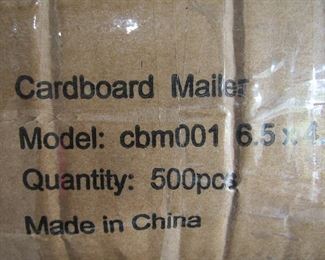 Cardboard Mailer
Model: cbm001 6.5 x 4
Quantity: 500pcs
Made in China